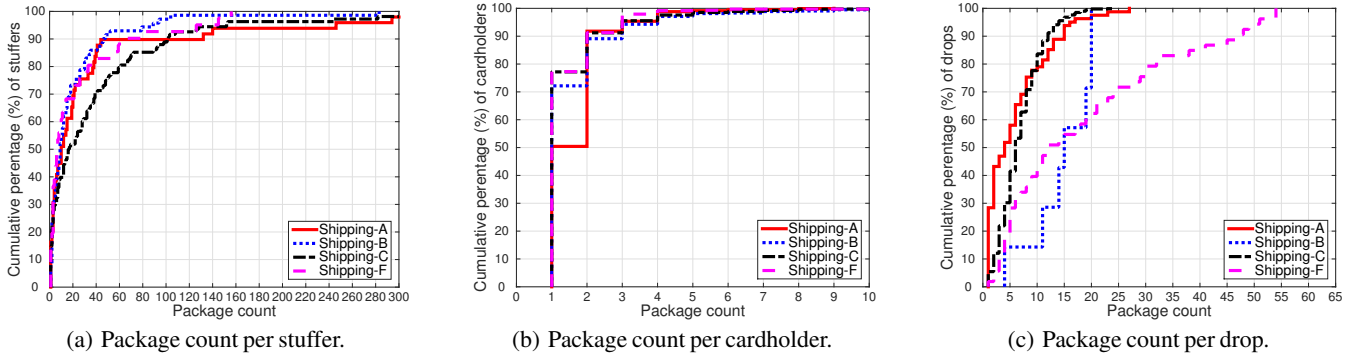 Cumulative percentage (%) of stuffers
100
90
80
70
60
50
40
30
20
10
0
0 20 40 60 80 100 120 140 160 180 200 220 240 260 280 300
Package count
Shipping-A
Shipping-B
Shipping-C
Shipping-F
(a) Package count per stuffer.
Cumulative perentage (%) of cardholders
100
90
80
70
60
50
40
30
20
10
0
0 1 2 3 4 5 6 7 8 9 10
Package count
Shipping-A
Shipping-B
Shipping-C
Shipping-F
(b) Package count per cardholder.
Cumulative perentage (%) of drops
100
90
80
70
60
50
40
30
20
10
0
0 5 10 15 20 25 30 35 40 45 50 55 60 65
Package count
Shipping-A
Shipping-B
Shipping-C
Shipping-F
(c) Package count per drop.